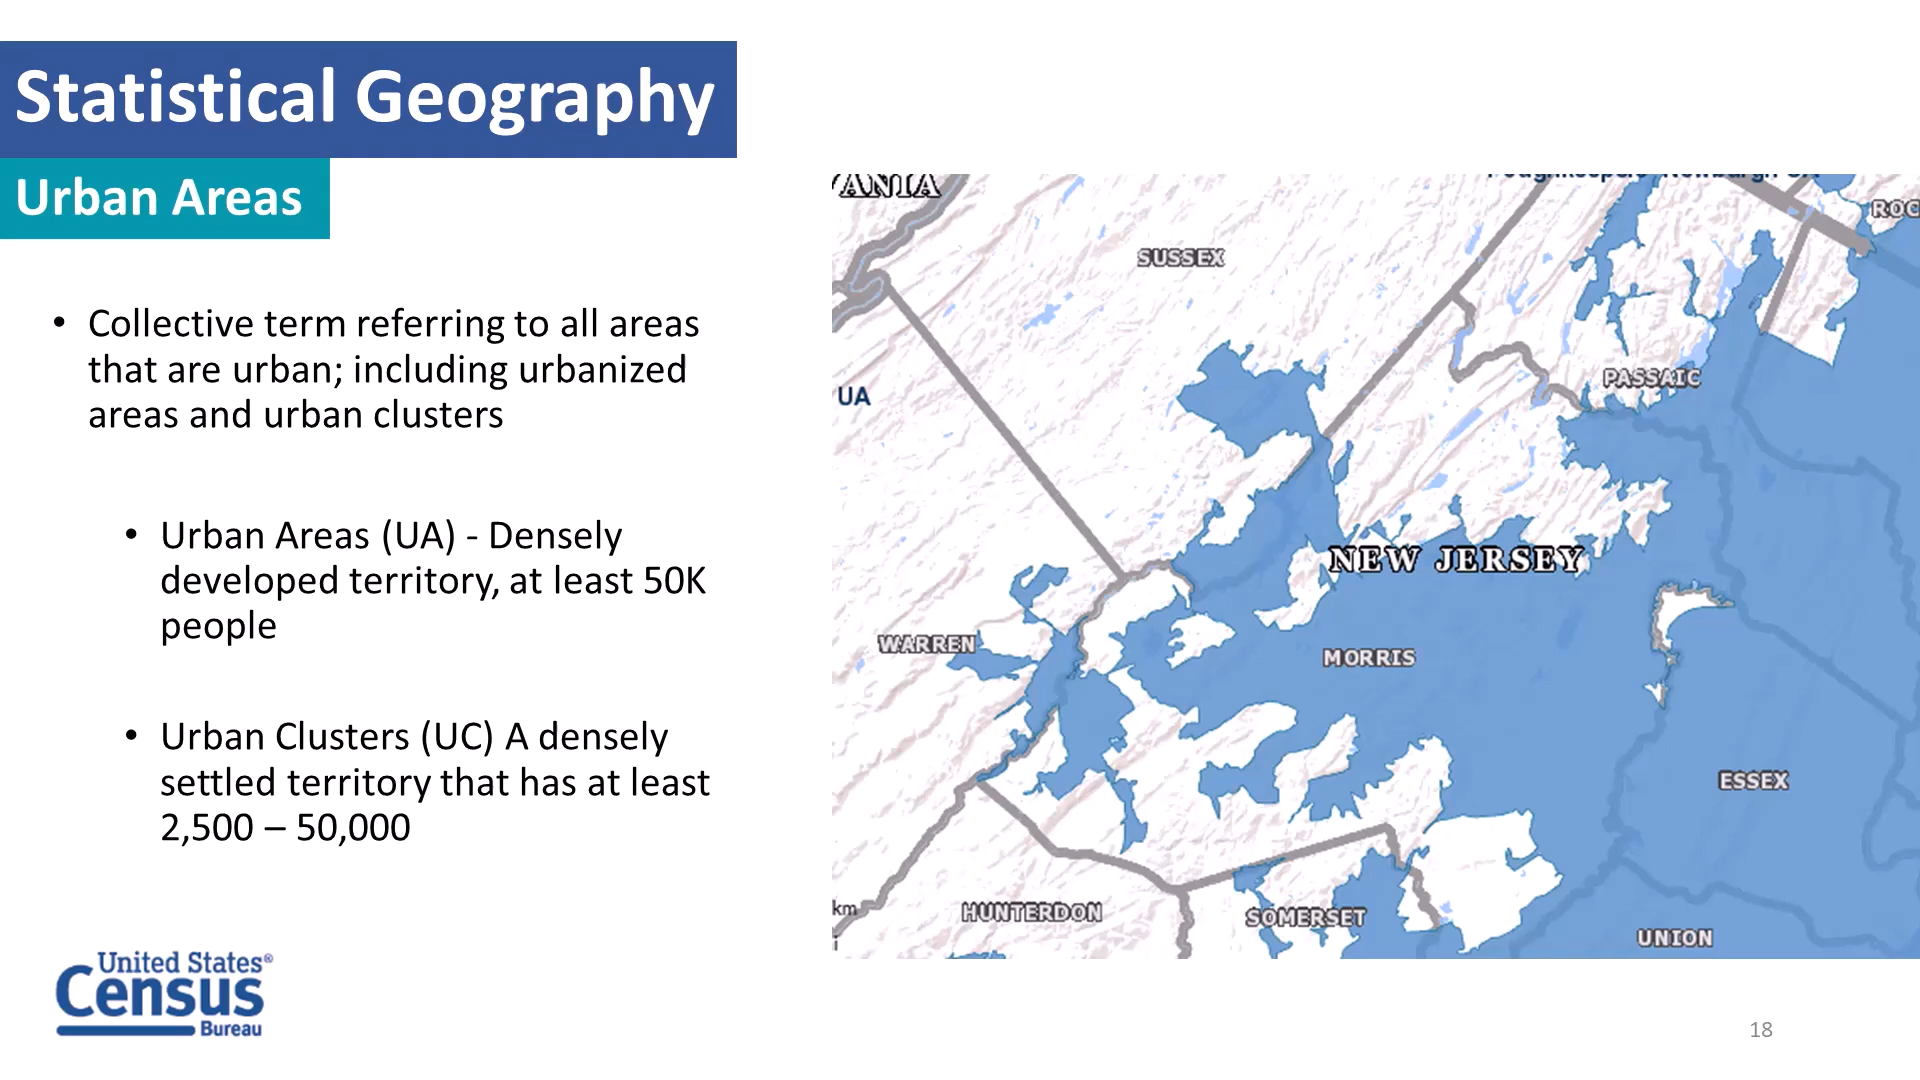 Statistical Geography
Urban Areas
• Collective term referring to all areas
that are urban; including urbanized
areas and urban clusters
• Urban Areas (UA) - Densely
developed territory, at least 50K
people
• Urban Clusters (UC) A densely
settled territory that has at least
2,500 – 50,000
United States®
Census
Bureau
VANIA
ROC
SUSSEX
PASSAIC
UA
NEW JERSEY
WARREN
MORRIS
ESSEX
km
HUNTERDON
SOMERSET
UNION
18